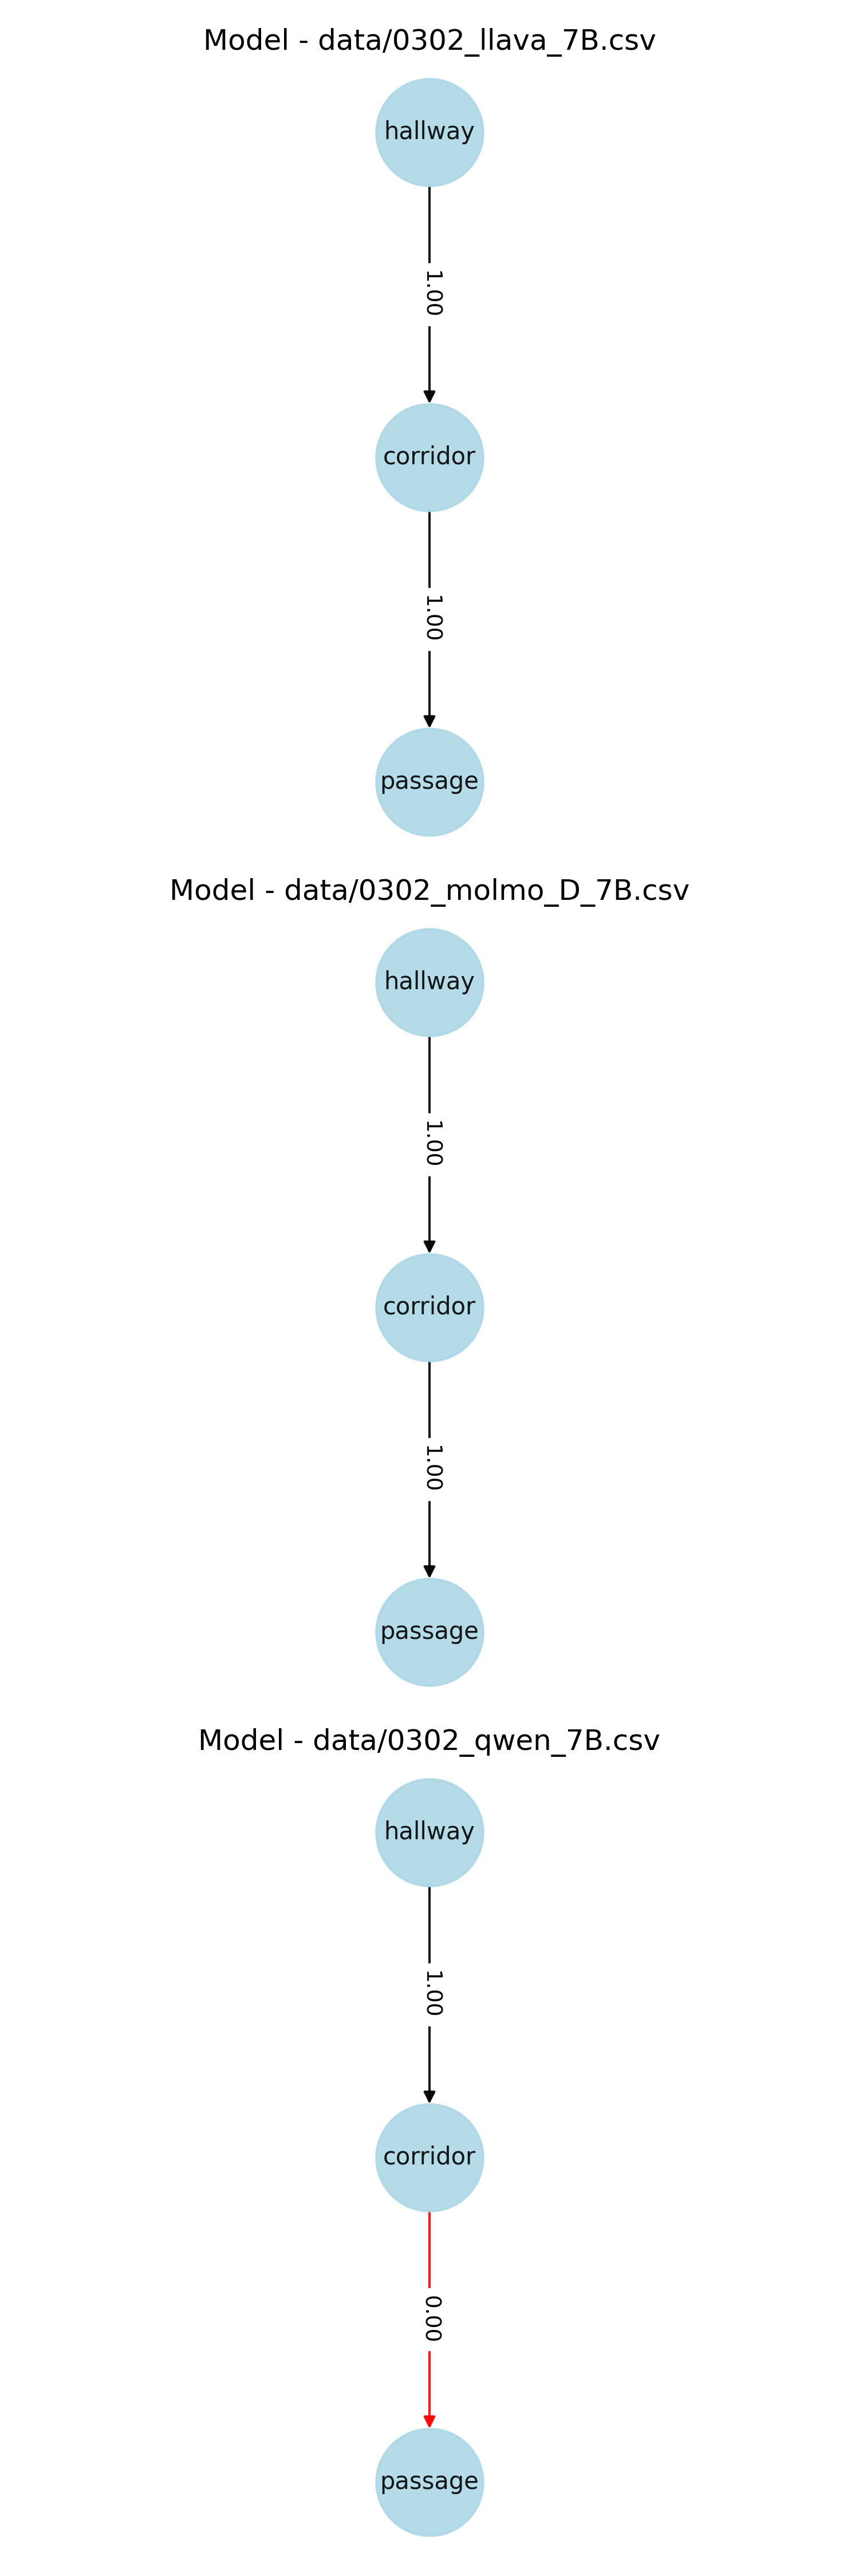 Model - data/0302_llava_7B.csv
hallway
1.00
corridor
1.00
passage
Model - data/0302_molmo_D_7B.csv
hallway
1.00
corridor
1.00
passage
Model - data/0302_qwen_7B.csv
hallway
1.00
corridor
0.00
passage